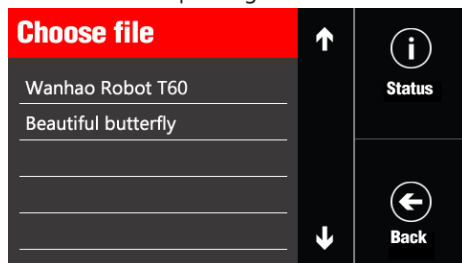 Choose file
Wanhao Robot T60
Beautiful butterfly
Status
Back